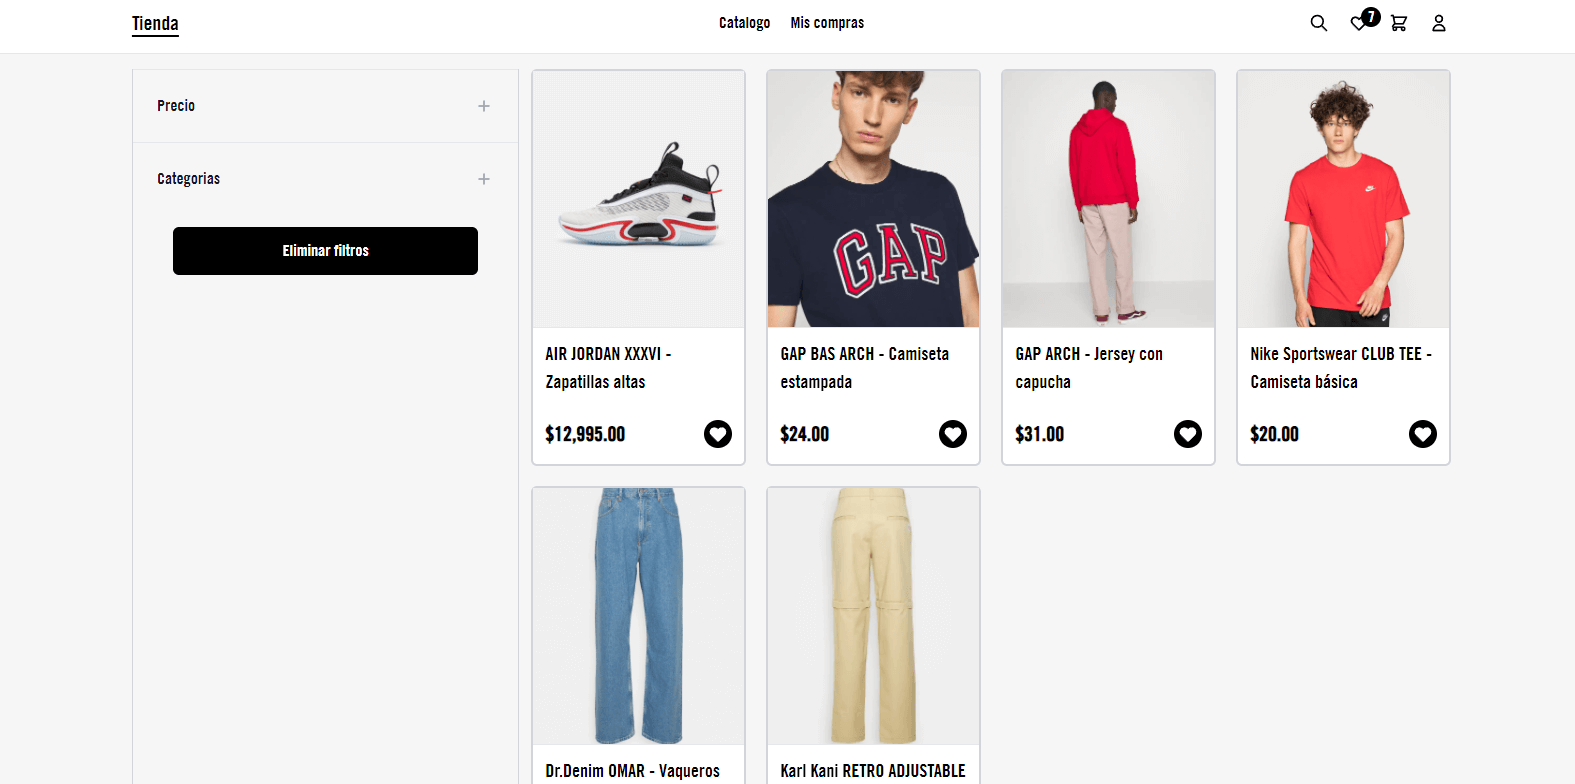 Tienda
Catalogo
Mis compras
7
Precio
Categorias
Eliminar filtros
GAP
AIR JORDAN XXXVI -
Zapatillas altas
$12,995.00
GAP BAS ARCH - Camiseta
estampada
$24.00
GAP ARCH - Jersey con
capucha
$31.00
Nike Sportswear CLUB TEE -
Camiseta básica
$20.00
Dr.Denim OMAR - Vaqueros
Karl Kani RETRO ADJUSTABLE